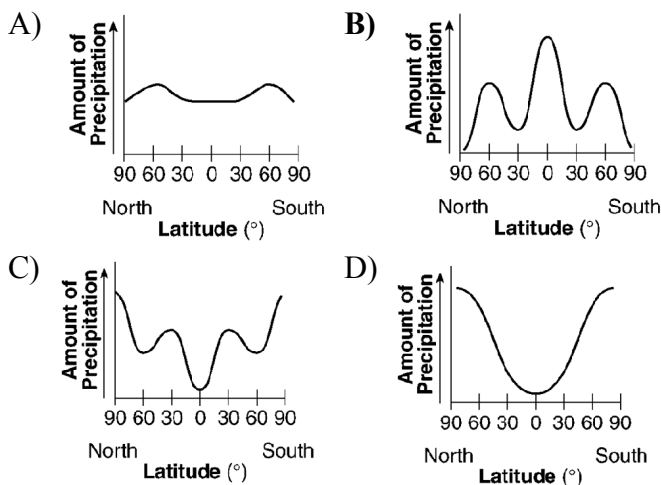 A)
Amount of
Precipitation
90 60 30 0 30 60 90
North South
Latitude (°)
B)
Amount of
Precipitation
90 60 30 0 30 60 90
North South
Latitude (°)
C)
Amount of
Precipitation
90 60 30 0 30 60 90
North South
Latitude (°)
D)
Amount of
Precipitation
90 60 30 0 30 60 90
North South
Latitude (°)